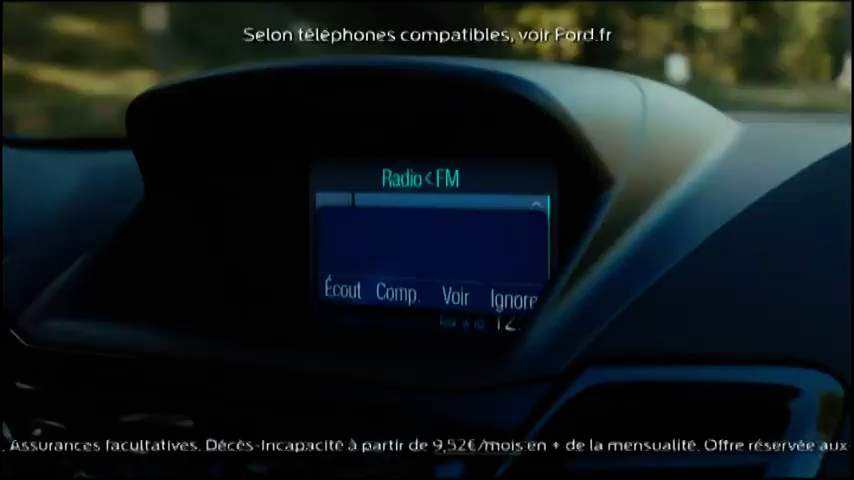 Selon téléphones compatibles, voir Ford.fr
Radio<FM
Écout Comp. Voir Ignore
12:
. Assurances facultatives. Décès-Incapacité à partir de 9,52€/mois en + de la mensualité. Offre réservée aux